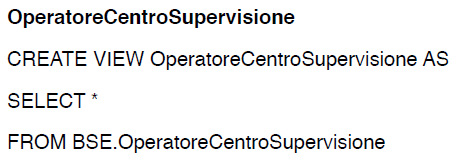 OperatoreCentroSupervisione
CREATE VIEW OperatoreCentroSupervisione AS
SELECT *
FROM BSE.OperatoreCentroSupervisione